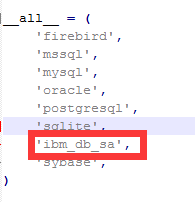 __all__ = (
'firebird',
'mssql',
'mysql',
'oracle',
'postgresql',
'sqlite',
'ibm_db_sa',
'sybase',
)